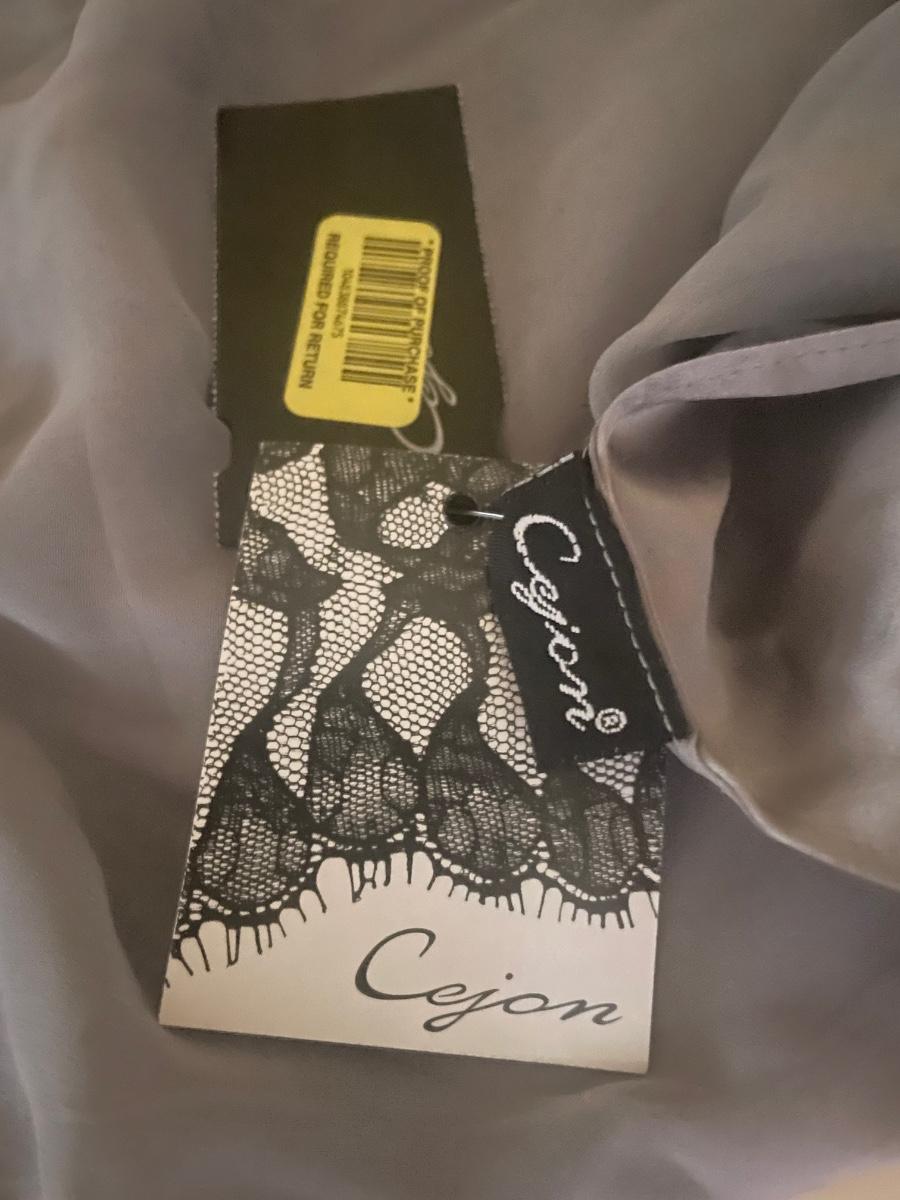 * PROOF OF PURCHASE *
REQUIRED FOR RETURN
Cejon®
Cejon